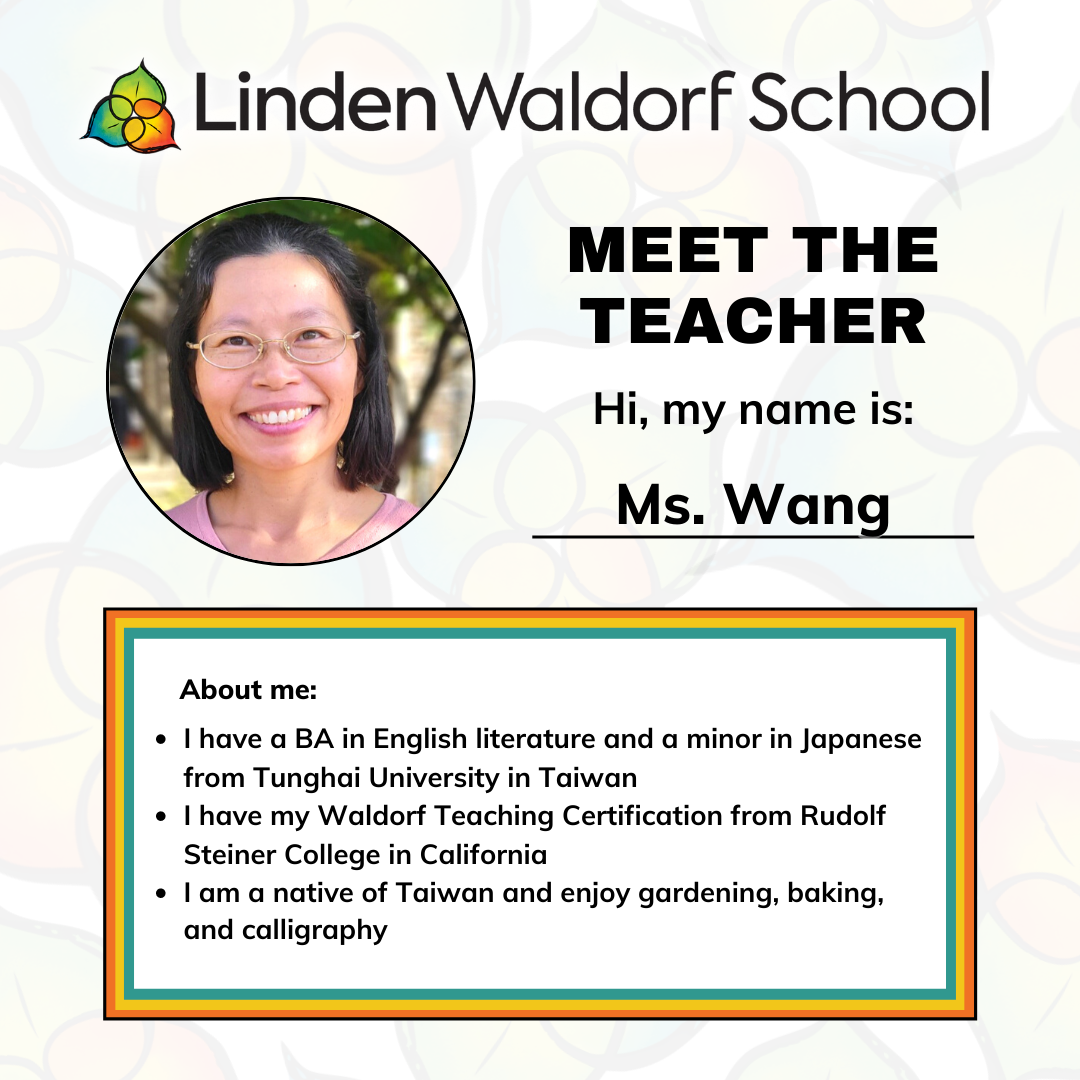 Linden Waldorf School
MEET THE
TEACHER
Hi, my name is:
Ms. Wang
About me:
• I have a BA in English literature and a minor in Japanese
from Tunghai University in Taiwan
• I have my Waldorf Teaching Certification from Rudolf
Steiner College in California
• I am a native of Taiwan and enjoy gardening, baking,
and calligraphy